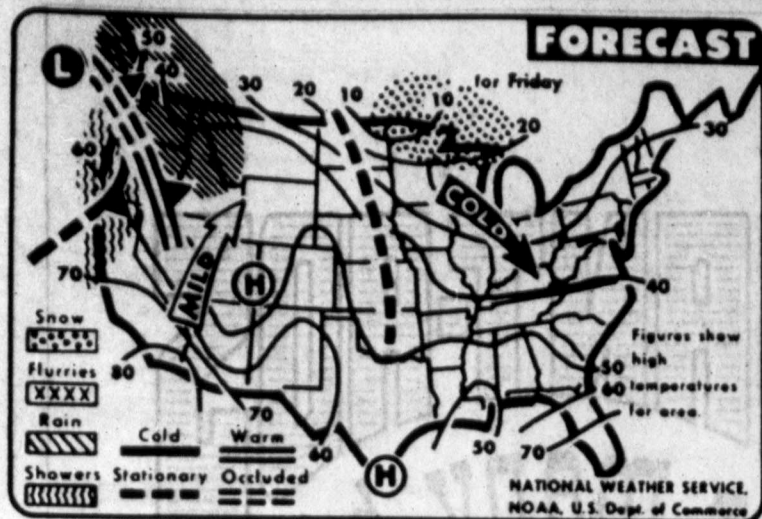 FORECAST
for Friday
L
50
40
60
30
20
10
10
20
30
COLD
MILD
H
70
40
Snow
Flurries
Rain
Showers
80
70
60
Cold
Warm
Stationary
Occluded
H
50
70
Figures show
high
50
60
temperatures
for area.
NATIONAL WEATHER SERVICE,
NOAA, U.S. Dept. of Commerce